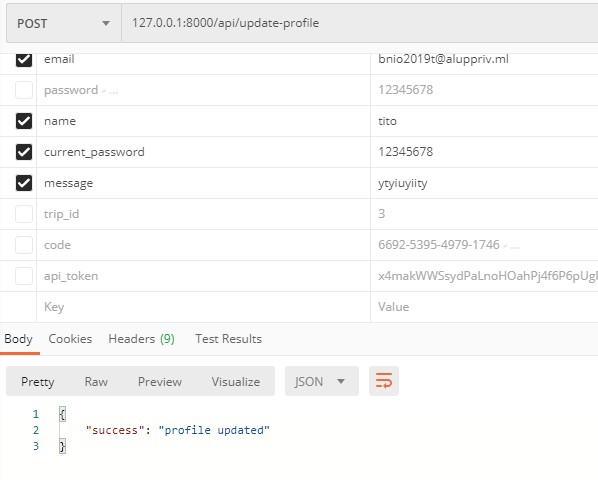 POST 127.0.0.1:8000/api/update-profile
email bnio2019t@aluppriv.ml
password - ... 12345678
name tito
current_password 12345678
message ytyiuyiity
trip_id 3
code 6692-5395-4979-1746 - ...
api_token x4makWWSsydPaLnoHOahPj4f6P6pUgl
Key Value
Body Cookies Headers (9) Test Results
Pretty Raw Preview Visualize JSON
1 {
2 "success": "profile updated"
3 }